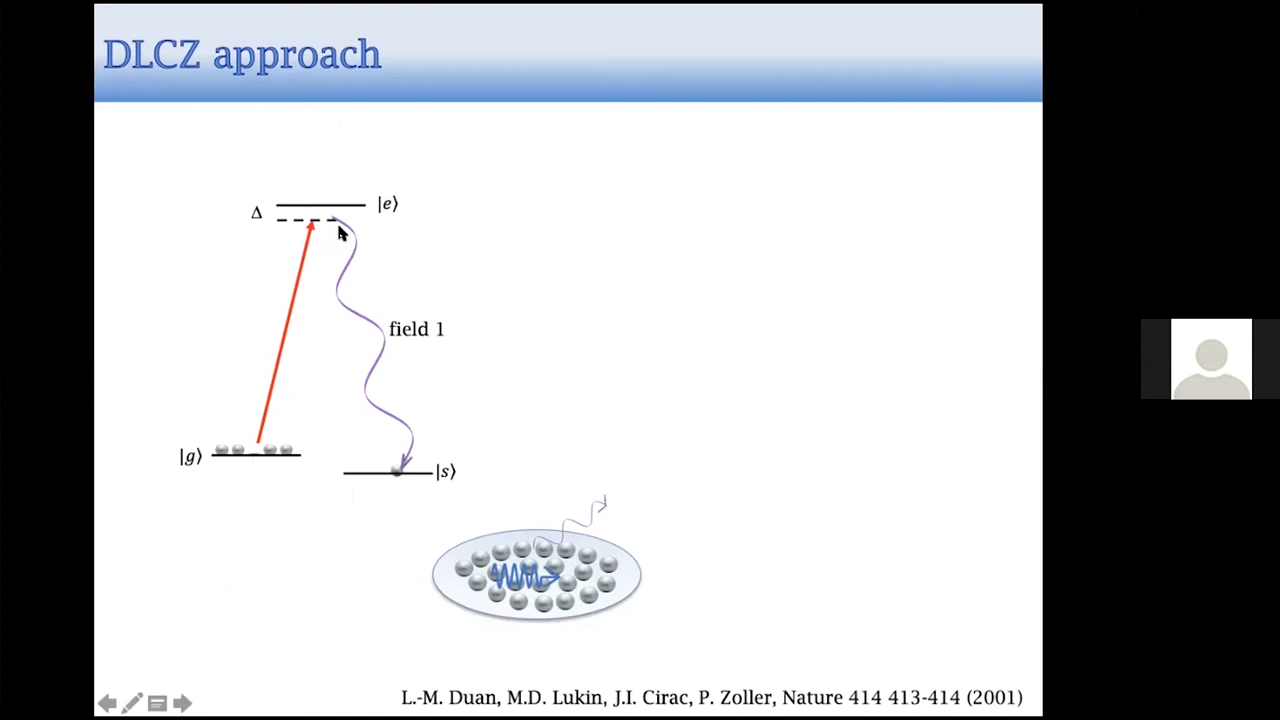 DLCZ approach
Δ
|e⟩
field 1
|g⟩
|s⟩
L.-M. Duan, M.D. Lukin, J.I. Cirac, P. Zoller, Nature 414 413-414 (2001)